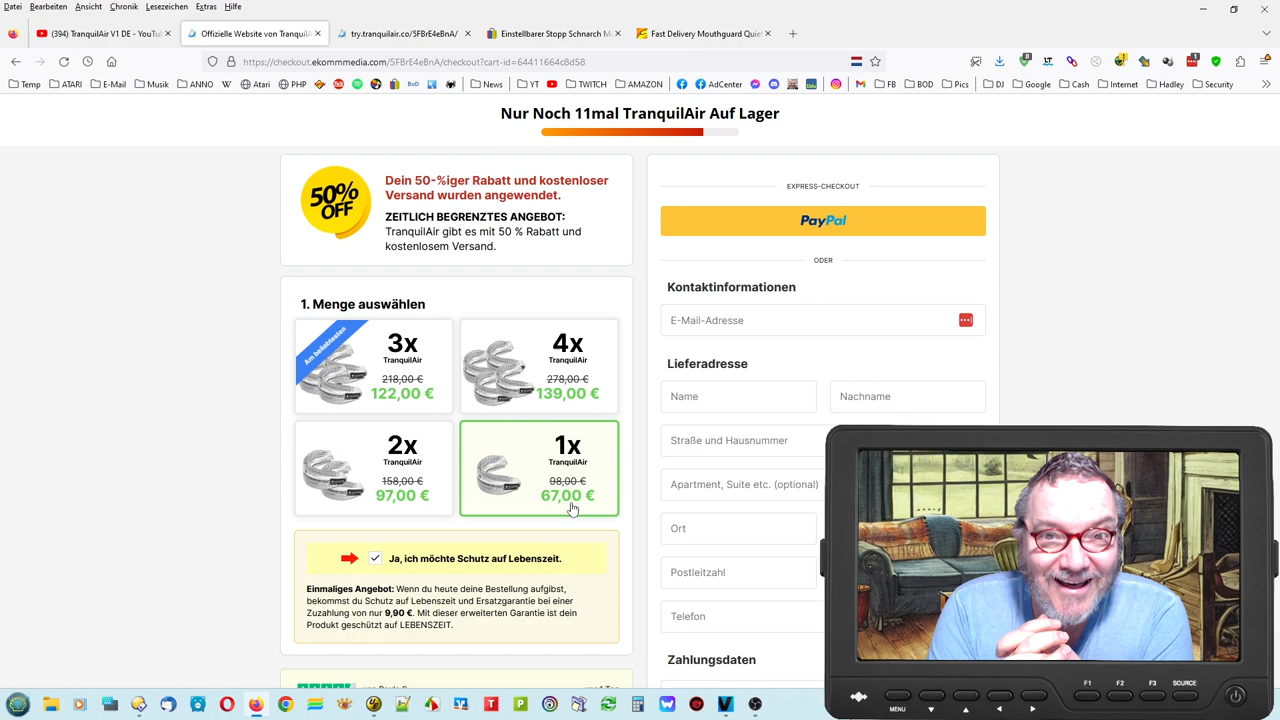 Datei Bearbeiten Ansicht Chronik Lesezeichen Extras Hilfe
(394) TranquilAir V1 DE - YouTu
Offizielle Website von TranquilA
try.tranquilair.co/5FBrE4eBnA/
Einstellbarer Stopp Schnarch M
Fast Delivery Mouthguard Quiet
https://checkout.ekommmedia.com/5FBrE4eBnA/checkout?cart-id=64411664c8d58
Temp ATARI E-Mail Musik ANNO Atari PHP BoD News YT TWITCH AMAZON AdCenter FB BOD Pics DJ Google Cash Internet Hadley Security
Nur Noch 11mal TranquilAir Auf Lager
50% OFF
Dein 50-%iger Rabatt und kostenloser
Versand wurden angewendet.
ZEITLICH BEGRENZTES ANGEBOT:
TranquilAir gibt es mit 50 % Rabatt und
kostenlosem Versand.
1. Menge auswählen
Am beliebtesten
3x
TranquilAir
218,00 €
122,00 €
4x
TranquilAir
278,00 €
139,00 €
2x
TranquilAir
158,00 €
97,00 €
1x
TranquilAir
98,00 €
67,00 €
Ja, ich möchte Schutz auf Lebenszeit.
Einmaliges Angebot: Wenn du heute deine Bestellung aufgibst,
bekommst du Schutz auf Lebenszeit und Ersatzgarantie bei einer
Zuzahlung von nur 9,90 €. Mit dieser erweiterten Garantie ist dein
Produkt geschützt auf LEBENSZEIT.
EXPRESS-CHECKOUT
PayPal
ODER
Kontaktinformationen
E-Mail-Adresse
Lieferadresse
Name
Nachname
Straße und Hausnummer
Apartment, Suite etc. (optional)
Ort
Postleitzahl
Telefon
Zahlungsdaten
F1 F2 F3 SOURCE
MENU